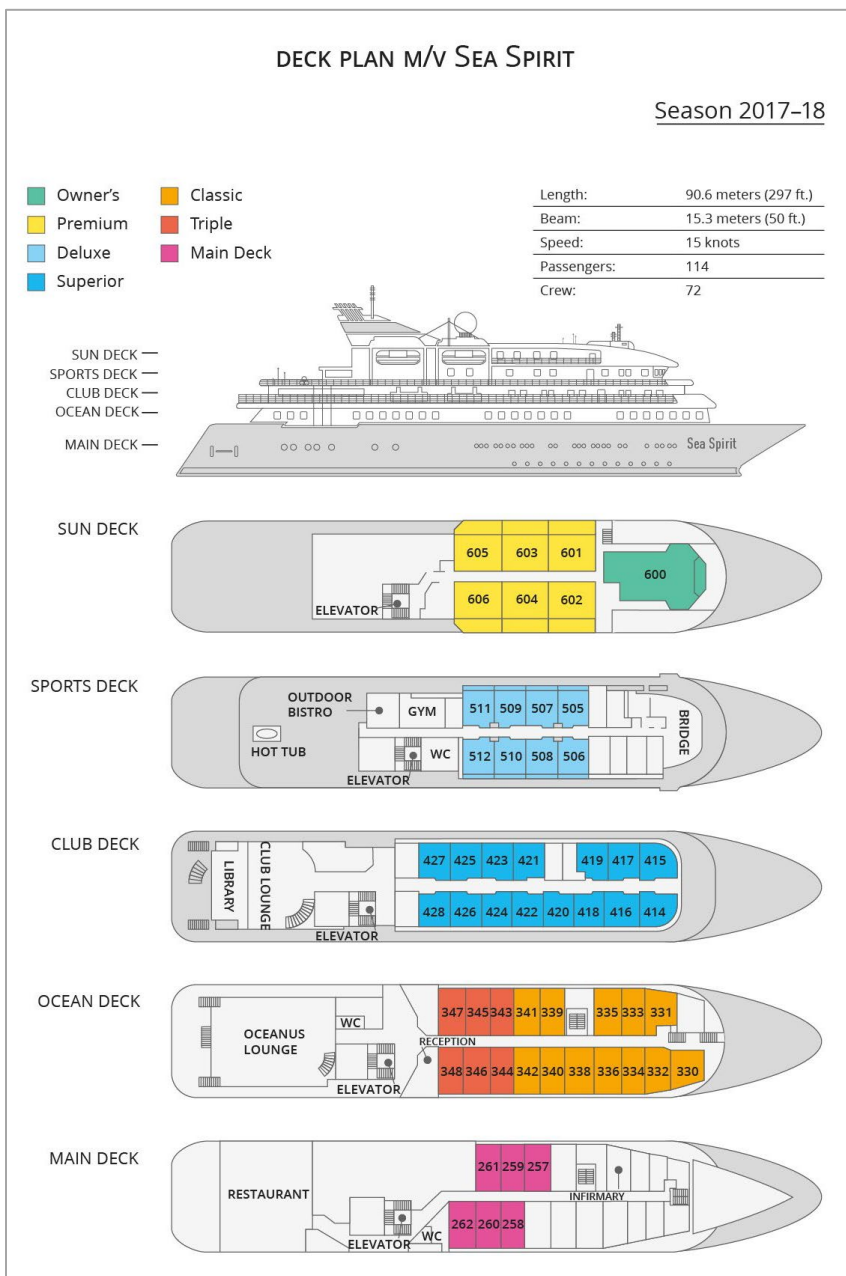 DECK PLAN M/V SEA SPIRIT
Season 2017–18
Owner's
Premium
Deluxe
Superior
Classic
Triple
Main Deck
Length: 90.6 meters (297 ft.)
Beam: 15.3 meters (50 ft.)
Speed: 15 knots
Passengers: 114
Crew: 72
SUN DECK
SPORTS DECK
CLUB DECK
OCEAN DECK
MAIN DECK
Sea Spirit
SUN DECK
605 603 601
600
606 604 602
ELEVATOR
SPORTS DECK
OUTDOOR
BISTRO
GYM
511 509 507 505
BRIDGE
HOT TUB
WC
512 510 508 506
ELEVATOR
CLUB DECK
LIBRARY
CLUB LOUNGE
427 425 423 421 419 417 415
428 426 424 422 420 418 416 414
ELEVATOR
OCEAN DECK
OCEANUS
LOUNGE
WC
347 345 343 341 339 335 333 331
RECEPTION
348 346 344 342 340 338 336 334 332 330
ELEVATOR
MAIN DECK
RESTAURANT
261 259 257
INFIRMARY
262 260 258
WC
ELEVATOR